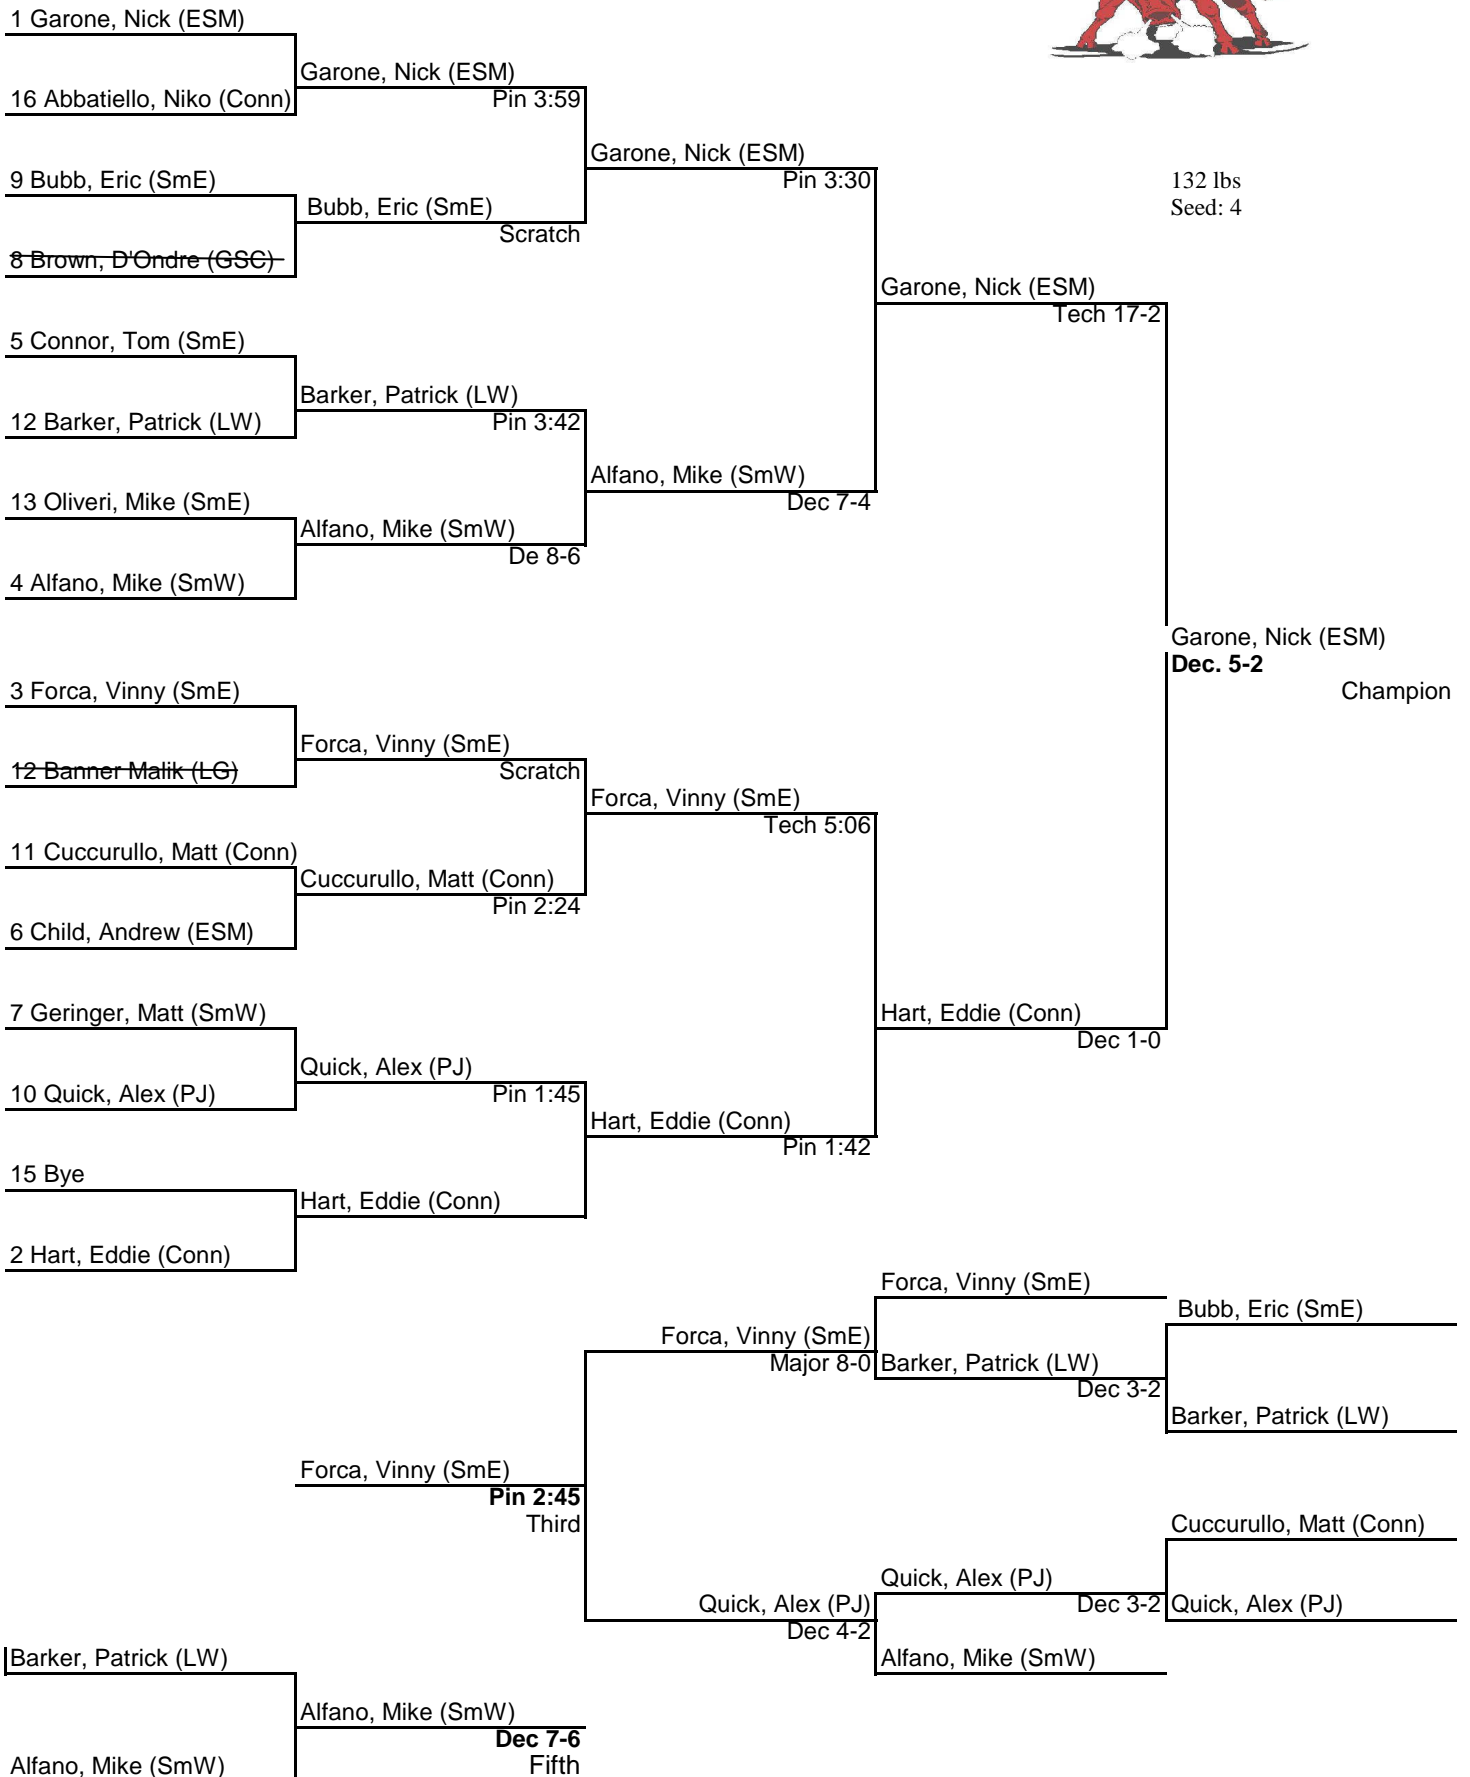 1 Garone, Nick (ESM)
Garone, Nick (ESM)
16 Abbatiello, Niko (Conn)
Pin 3:59
Garone, Nick (ESM)
9 Bubb, Eric (SmE)
Pin 3:30
132 lbs
Bubb, Eric (SmE)
Seed: 4
Scratch
8 Brown, D'Ondre (GSC)
Garone, Nick (ESM)
Tech 17-2
5 Connor, Tom (SmE)
Barker, Patrick (LW)
12 Barker, Patrick (LW)
Pin 3:42
Alfano, Mike (SmW)
13 Oliveri, Mike (SmE)
Dec 7-4
Alfano, Mike (SmW)
De 8-6
4 Alfano, Mike (SmW)
Garone, Nick (ESM)
Dec. 5-2
3 Forca, Vinny (SmE)
Champion
Forca, Vinny (SmE)
12 Banner Malik (LG)
Scratch
Forca, Vinny (SmE)
Tech 5:06
11 Cuccurullo, Matt (Conn)
Cuccurullo, Matt (Conn)
Pin 2:24
6 Child, Andrew (ESM)
7 Geringer, Matt (SmW)
Hart, Eddie (Conn)
Dec 1-0
Quick, Alex (PJ)
10 Quick, Alex (PJ)
Pin 1:45
Hart, Eddie (Conn)
Pin 1:42
15 Bye
Hart, Eddie (Conn)
2 Hart, Eddie (Conn)
Forca, Vinny (SmE)
Bubb, Eric (SmE)
Forca, Vinny (SmE)
Major 8-0
Barker, Patrick (LW)
Dec 3-2
Barker, Patrick (LW)
Forca, Vinny (SmE)
Pin 2:45
Third
Cuccurullo, Matt (Conn)
Quick, Alex (PJ)
Quick, Alex (PJ)
Dec 3-2
Quick, Alex (PJ)
Dec 4-2
Barker, Patrick (LW)
Alfano, Mike (SmW)
Alfano, Mike (SmW)
Dec 7-6
Alfano, Mike (SmW)
Fifth